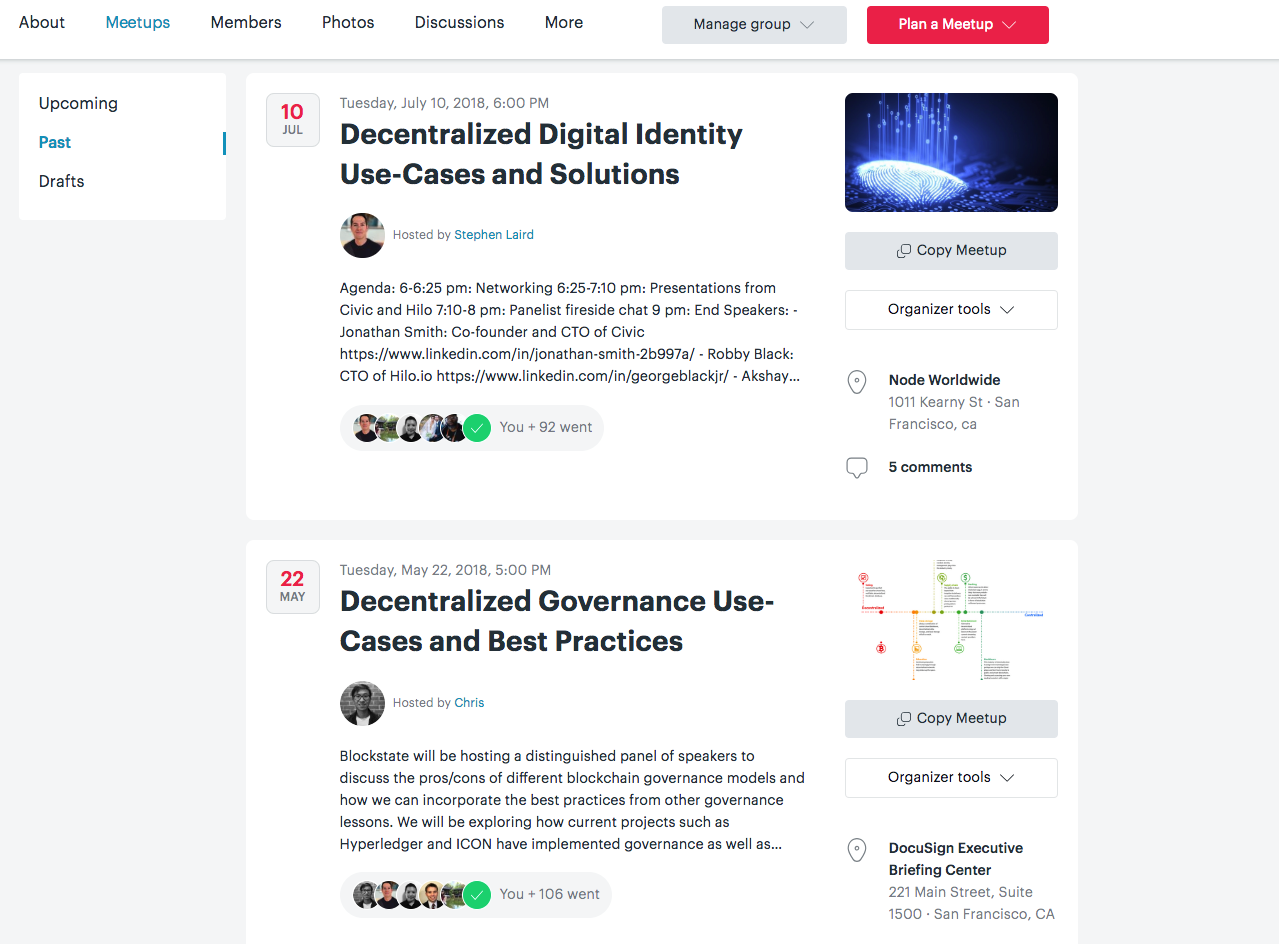 About Meetups Members Photos Discussions More Manage group Plan a Meetup
Upcoming
Past
Drafts
10
JUL
Tuesday, July 10, 2018, 6:00 PM
Decentralized Digital Identity
Use-Cases and Solutions
Hosted by Stephen Laird
Agenda: 6-6:25 pm: Networking 6:25-7:10 pm: Presentations from
Civic and Hilo 7:10-8 pm: Panelist fireside chat 9 pm: End Speakers: -
Jonathan Smith: Co-founder and CTO of Civic
https://www.linkedin.com/in/jonathan-smith-2b997a/ - Robby Black:
CTO of Hilo.io https://www.linkedin.com/in/georgeblackjr/ - Akshay...
You + 92 went
Copy Meetup
Organizer tools
Node Worldwide
1011 Kearny St · San
Francisco, ca
5 comments
22
MAY
Tuesday, May 22, 2018, 5:00 PM
Decentralized Governance Use-
Cases and Best Practices
Hosted by Chris
Blockstate will be hosting a distinguished panel of speakers to
discuss the pros/cons of different blockchain governance models and
how we can incorporate the best practices from other governance
lessons. We will be exploring how current projects such as
Hyperledger and ICON have implemented governance as well as...
You + 106 went
Copy Meetup
Organizer tools
DocuSign Executive
Briefing Center
221 Main Street, Suite
1500 · San Francisco, CA